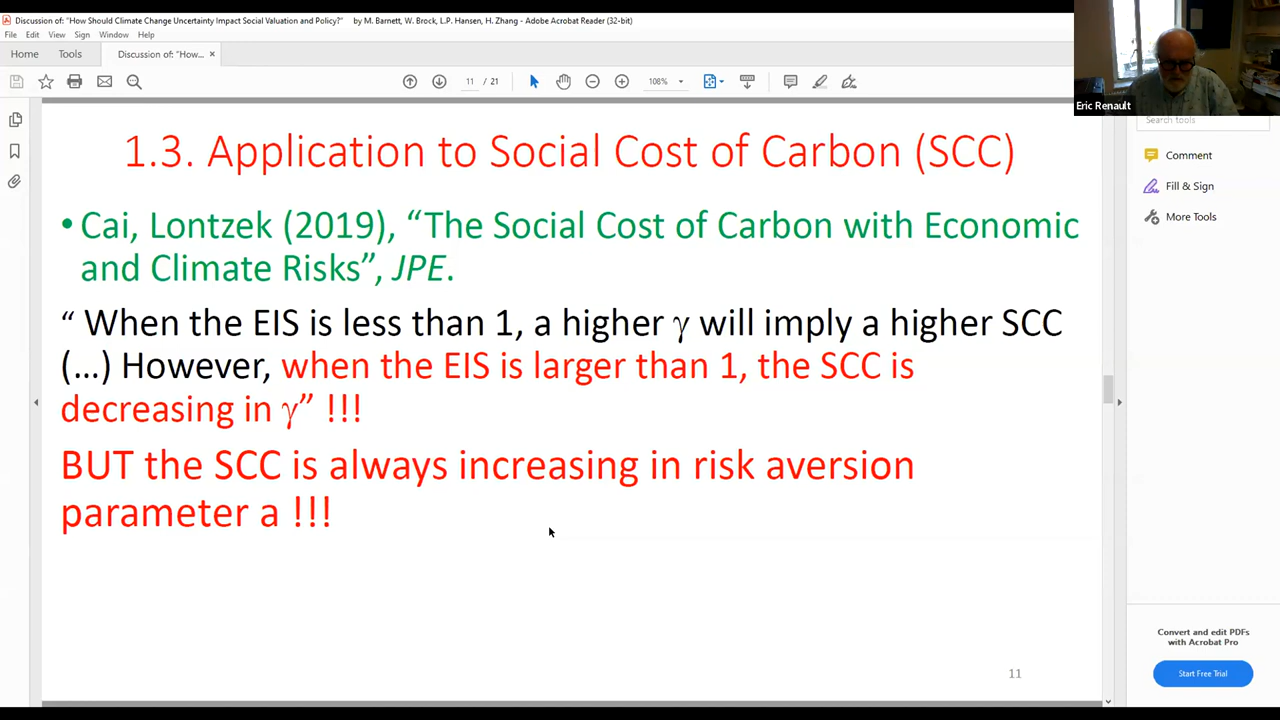 Discussion of: "How Should Climate Change Uncertainty Impact Social Valuation and Policy?" by M. Barnett, W. Brock, L.P. Hansen, H. Zhang - Adobe Acrobat Reader (32-bit)
File Edit View Sign Window Help
Home Tools Discussion of: "How... ×
11 / 21 108%
Eric Renault
Search tools
Comment
Fill & Sign
More Tools
1.3. Application to Social Cost of Carbon (SCC)
• Cai, Lontzek (2019), “The Social Cost of Carbon with Economic
and Climate Risks”, JPE.
“ When the EIS is less than 1, a higher γ will imply a higher SCC
(...) However, when the EIS is larger than 1, the SCC is
decreasing in γ” !!!
BUT the SCC is always increasing in risk aversion
parameter a !!!
11
Convert and edit PDFs
with Acrobat Pro
Start Free Trial